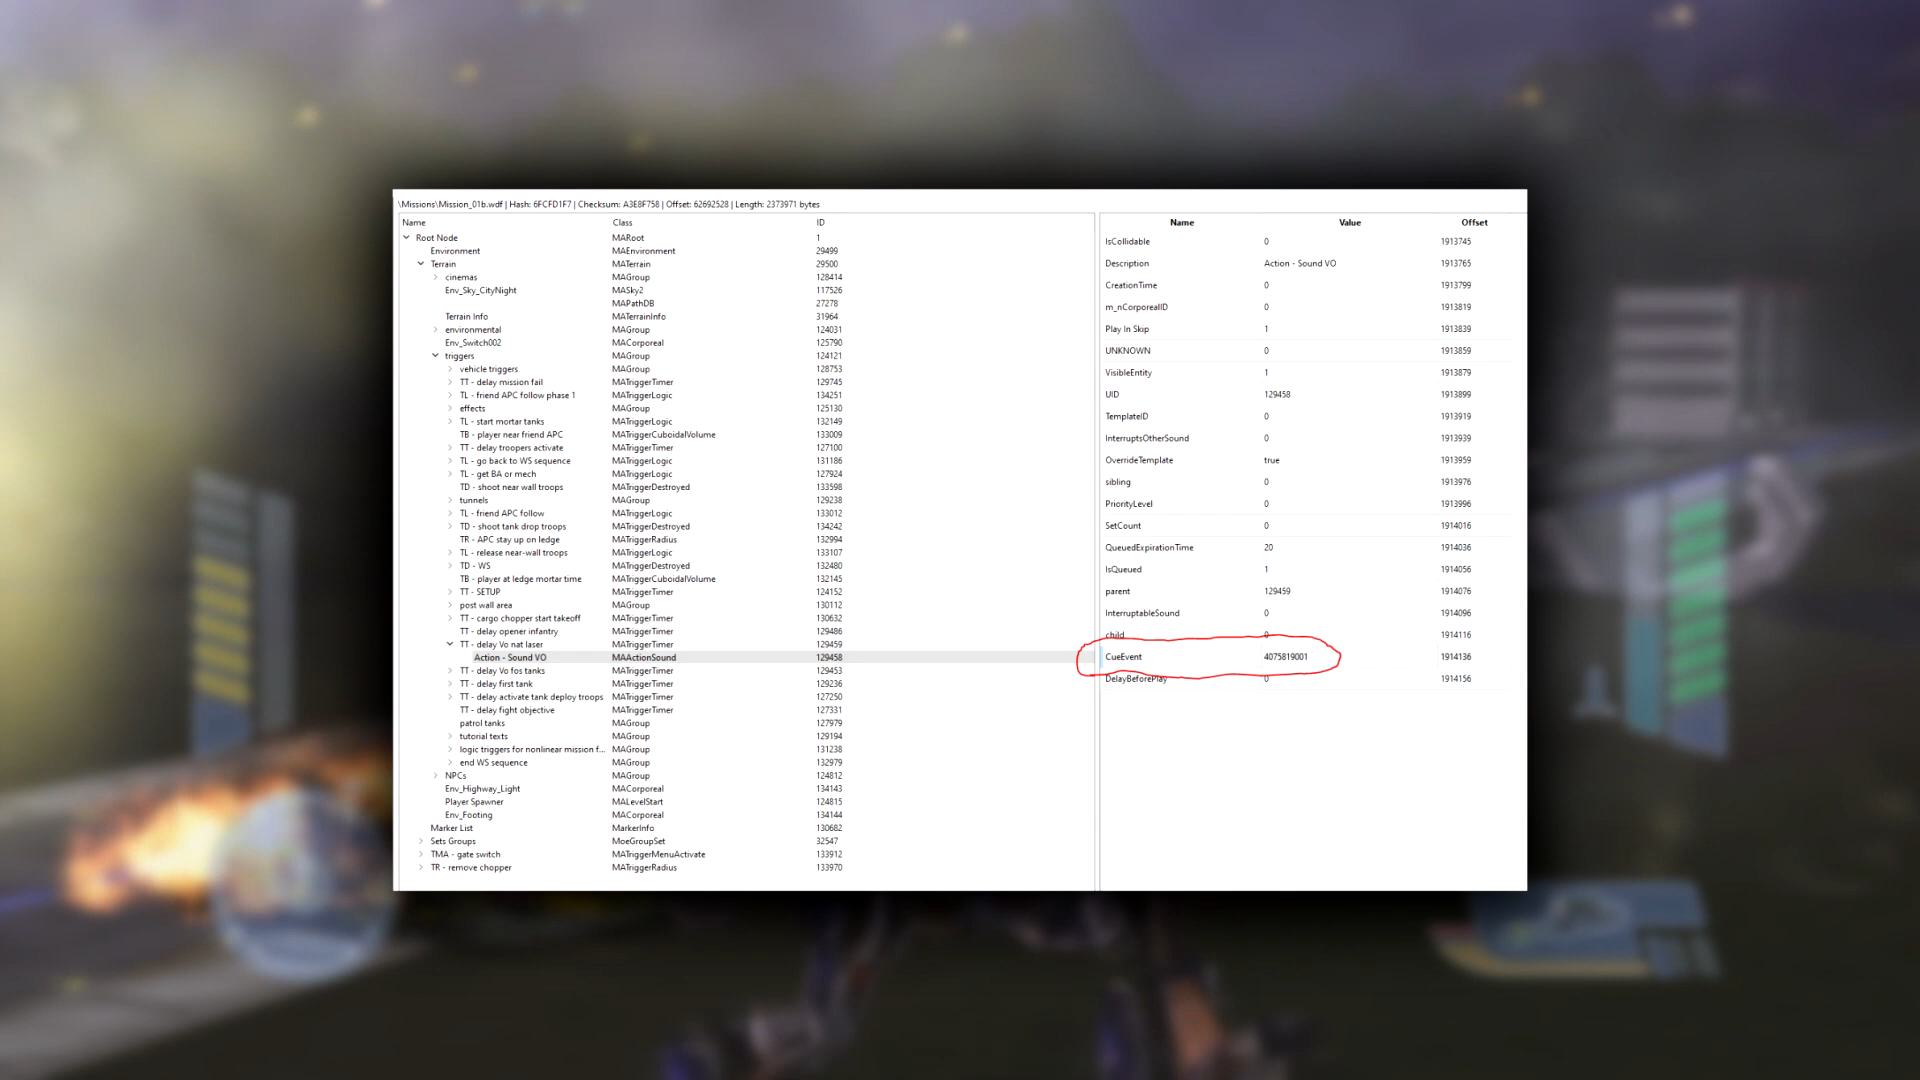 \Missions\Mission_01b.wdf | Hash: 6FCFD1F7 | Checksum: A3E8F758 | Offset: 62692528 | Length: 2373971 bytes
Name Class ID
Root Node MARoot 1
Environment MAEnvironment 29499
Terrain MATerrain 29500
cinemas MAGroup 128414
Env_Sky_CityNight MASky2 117526
MAPathDB 27278
Terrain Info MATerrainInfo 31964
environmental MAGroup 124031
Env_Switch002 MACorporeal 125790
triggers MAGroup 124121
vehicle triggers MAGroup 128753
TT - delay mission fail MATriggerTimer 129745
TL - friend APC follow phase 1 MATriggerLogic 134251
effects MAGroup 125130
TL - start mortar tanks MATriggerLogic 132149
TB - player near friend APC MATriggerCuboidalVolume 133009
TT - delay troopers activate MATriggerTimer 127100
TL - go back to WS sequence MATriggerLogic 131186
TL - get BA or mech MATriggerLogic 127924
TD - shoot near wall troops MATriggerDestroyed 133598
tunnels MAGroup 129238
TL - friend APC follow MATriggerLogic 133012
TD - shoot tank drop troops MATriggerDestroyed 134242
TR - APC stay up on ledge MATriggerRadius 132994
TL - release near-wall troops MATriggerLogic 133107
TD - WS MATriggerDestroyed 132480
TB - player at ledge mortar time MATriggerCuboidalVolume 132145
TT - SETUP MATriggerTimer 124152
post wall area MAGroup 130112
TT - cargo chopper start takeoff MATriggerTimer 130632
TT - delay opener infantry MATriggerTimer 129486
TT - delay Vo nat laser MATriggerTimer 129459
Action - Sound VO MAActionSound 129458
TT - delay Vo fos tanks MATriggerTimer 129453
TT - delay first tank MATriggerTimer 129236
TT - delay activate tank deploy troops MATriggerTimer 127250
TT - delay fight objective MATriggerTimer 127331
patrol tanks MAGroup 127979
tutorial texts MAGroup 129194
logic triggers for nonlinear mission f... MAGroup 131238
end WS sequence MAGroup 132979
NPCs MAGroup 124812
Env_Highway_Light MACorporeal 134143
Player Spawner MALevelStart 124815
Env_Footing MACorporeal 134144
Marker List MarkerInfo 130682
Sets Groups MoeGroupSet 32547
TMA - gate switch MATriggerMenuActivate 133912
TR - remove chopper MATriggerRadius 133970
Name Value Offset
IsCollidable 0 1913745
Description Action - Sound VO 1913765
CreationTime 0 1913799
m_nCorporealID 0 1913819
Play In Skip 1 1913839
UNKNOWN 0 1913859
VisibleEntity 1 1913879
UID 129458 1913899
TemplateID 0 1913919
InterruptsOtherSound 0 1913939
OverrideTemplate true 1913959
sibling 0 1913976
PriorityLevel 0 1913996
SetCount 0 1914016
QueuedExpirationTime 20 1914036
IsQueued 1 1914056
parent 129459 1914076
InterruptableSound 0 1914096
child 0 1914116
CueEvent 4075819001 1914136
DelayBeforePlay 0 1914156